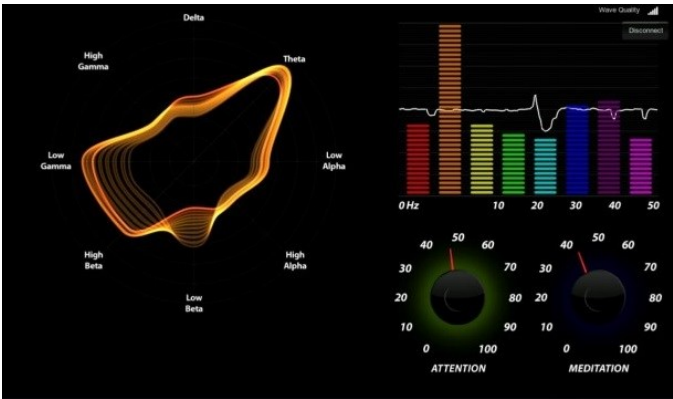 Wave Quality
Disconnect
Delta
High
Gamma
Theta
Low
Gamma
Low
Alpha
High
Beta
High
Alpha
Low
Beta
0 Hz 10 20 30 40 50
40 50 60
30 70
20 80
10 90
0 100
ATTENTION
40 50 60
30 70
20 80
10 90
0 100
MEDITATION